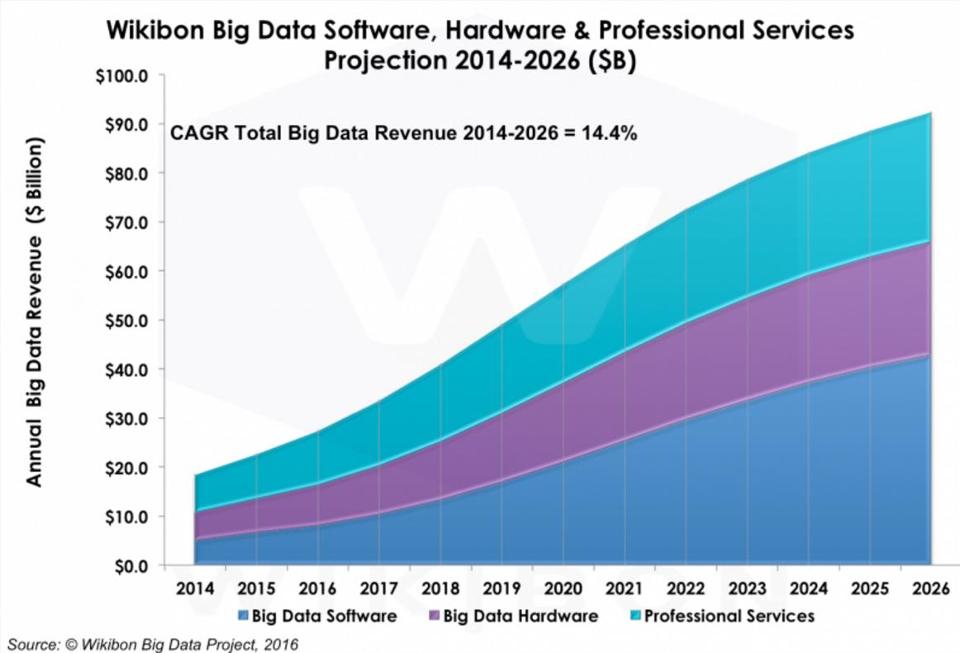 Wikibon Big Data Software, Hardware & Professional Services
Projection 2014-2026 ($B)
$100.0
CAGR Total Big Data Revenue 2014-2026 = 14.4%
$90.0
$80.0
$70.0
$60.0
$50.0
$40.0
$30.0
$20.0
$10.0
$0.0
Annual Big Data Revenue ($ Billion)
2014 2015 2016 2017 2018 2019 2020 2021 2022 2023 2024 2025 2026
Big Data Software Big Data Hardware Professional Services
Source: © Wikibon Big Data Project, 2016